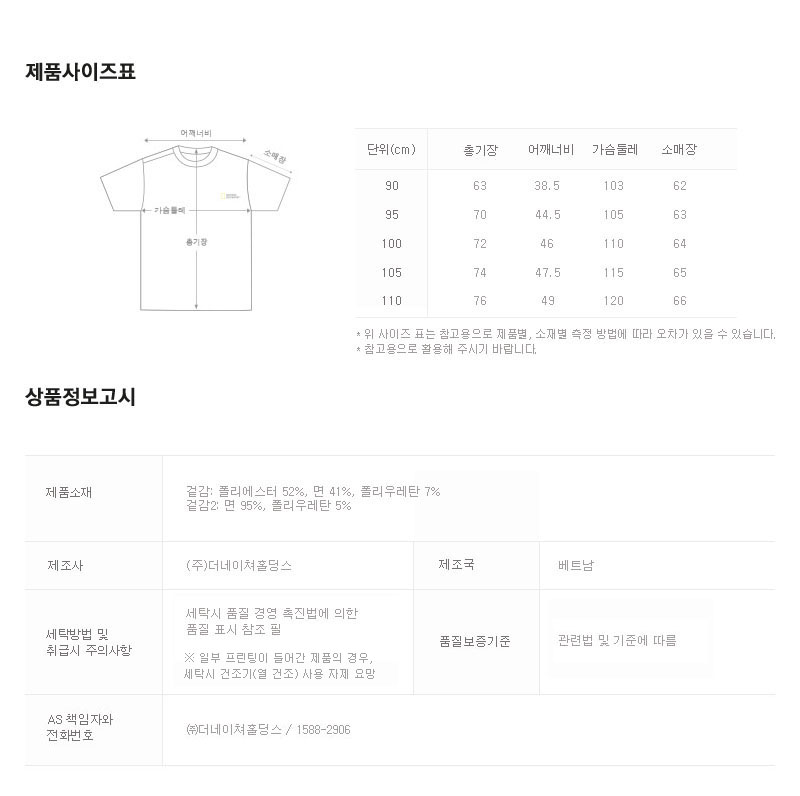 제품사이즈표
어깨너비
소매장
가슴둘레
총기장
단위(cm) 총기장 어깨너비 가슴둘레 소매장
90 63 38.5 103 62
95 70 44.5 105 63
100 72 46 110 64
105 74 47.5 115 65
110 76 49 120 66
* 위 사이즈 표는 참고용으로 제품별, 소재별 측정 방법에 따라 오차가 있을 수 있습니다.
* 참고용으로 활용해 주시기 바랍니다.
상품정보고시
제품소재
겉감: 폴리에스터 52%, 면 41%, 폴리우레탄 7%
겉감2: 면 95%, 폴리우레탄 5%
제조사 (주)더네이쳐홀딩스 제조국 베트남
세탁방법 및
취급시 주의사항
세탁시 품질 경영 촉진법에 의한
품질 표시 참조 필
※ 일부 프린팅이 들어간 제품의 경우,
세탁시 건조기(열 건조) 사용 자제 요망
품질보증기준
관련법 및 기준에 따름
AS 책임자와
전화번호
㈜더네이쳐홀딩스 / 1588-2906